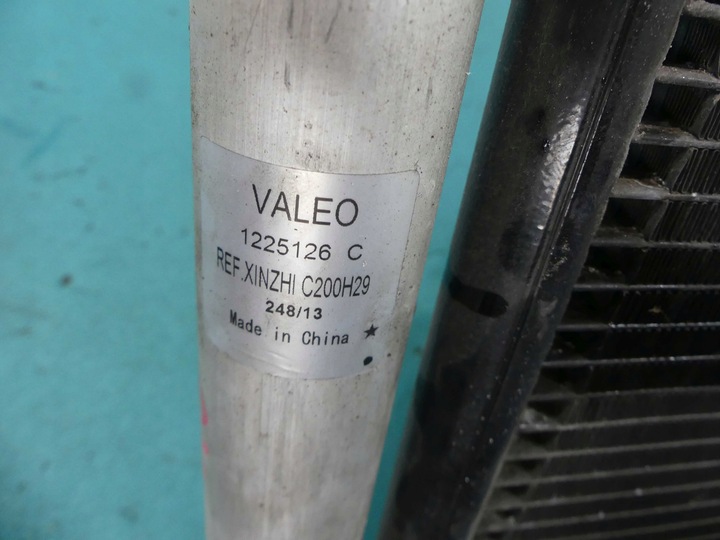 VALEO
1225126 C
REF.XINZHI C200H29
248/13
Made in China ★